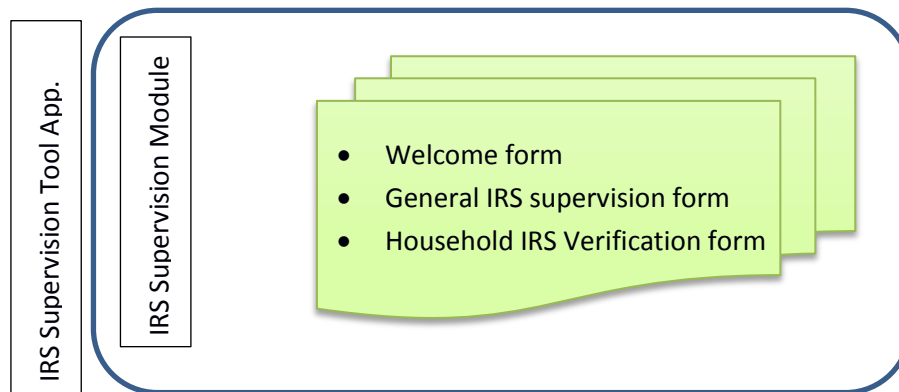 IRS Supervision Tool App.
IRS Supervision Module
• Welcome form
• General IRS supervision form
• Household IRS Verification form